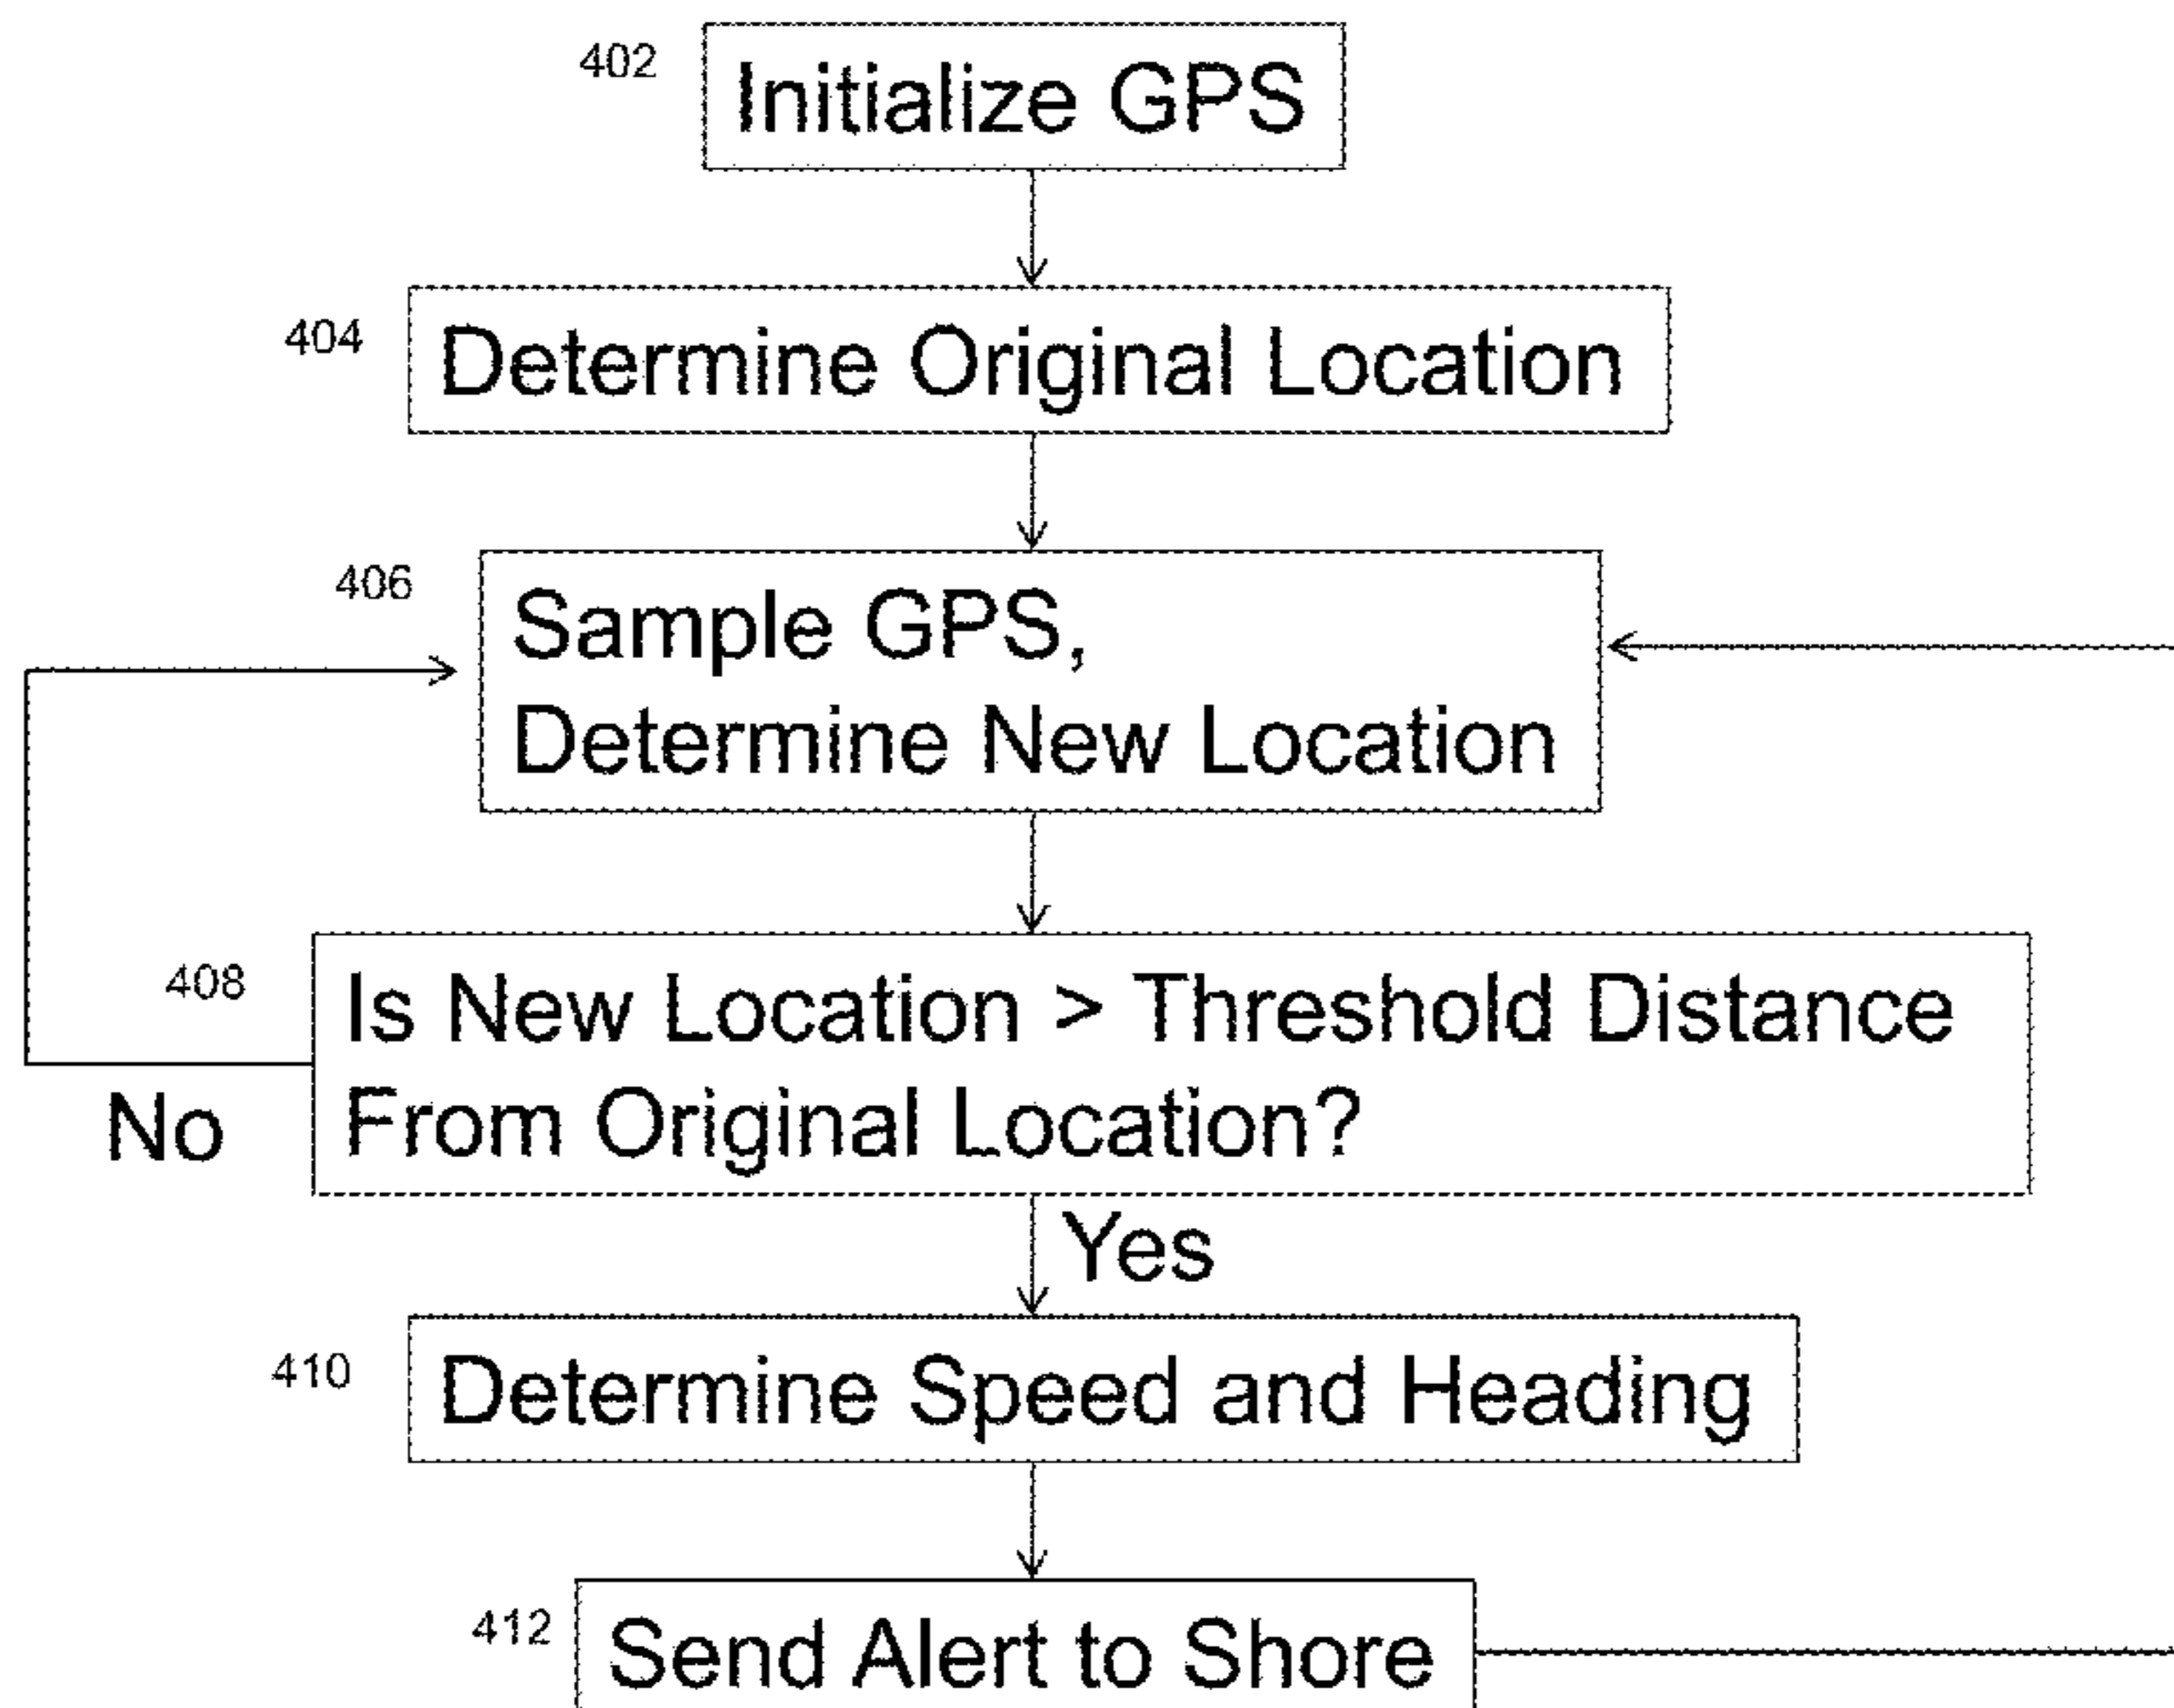 402
Initialize GPS
404
Determine Original Location
406
Sample GPS,
Determine New Location
408
Is New Location > Threshold Distance
From Original Location?
No
Yes
410
Determine Speed and Heading
412
Send Alert to Shore